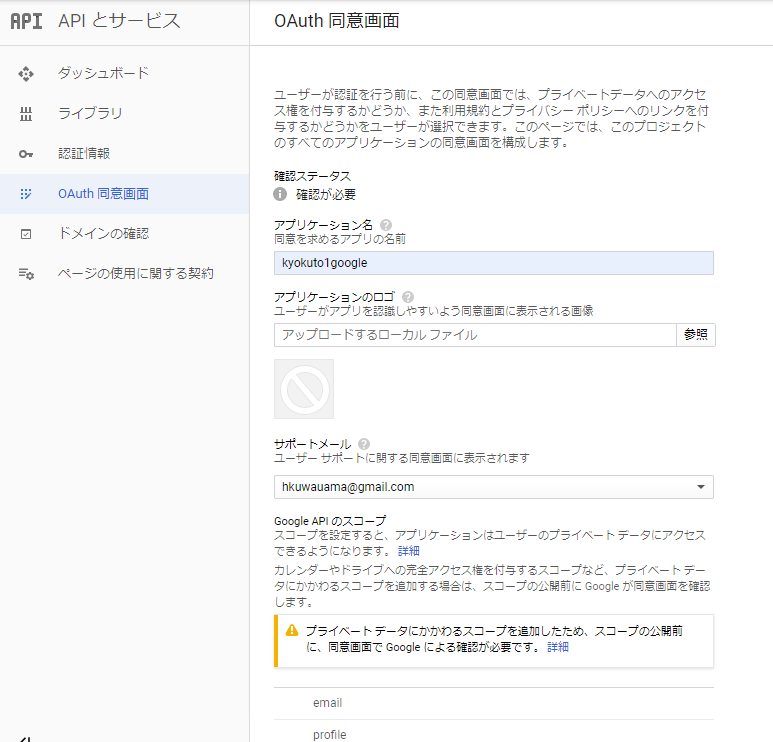 API API とサービス
OAuth 同意画面
ダッシュボード
ライブラリ
認証情報
OAuth 同意画面
ドメインの確認
ページの使用に関する契約
ユーザーが認証を行う前に、この同意画面では、プライベートデータへのアクセ
ス権を付与するかどうか、また利用規約とプライバシー ポリシーへのリンクを付
与するかどうかをユーザーが選択できます。このページでは、このプロジェクト
のすべてのアプリケーションの同意画面を構成します。
確認ステータス
確認が必要
アプリケーション名
同意を求めるアプリの名前
kyokuto1google
アプリケーションのロゴ
ユーザーがアプリを認識しやすいよう同意画面に表示される画像
アップロードするローカル ファイル
参照
サポートメール
ユーザー サポートに関する同意画面に表示されます
hkuwauama@gmail.com
Google API のスコープ
スコープを設定すると、アプリケーションはユーザーのプライベート データにアクセス
できるようになります。 詳細
カレンダーやドライブへの完全アクセス権を付与するスコープなど、プライベート デー
タにかかわるスコープを追加する場合は、スコープの公開前に Google が同意画面を確認
します。
プライベート データにかかわるスコープを追加したため、スコープの公開前
に、同意画面で Google による確認が必要です。 詳細
email
profile